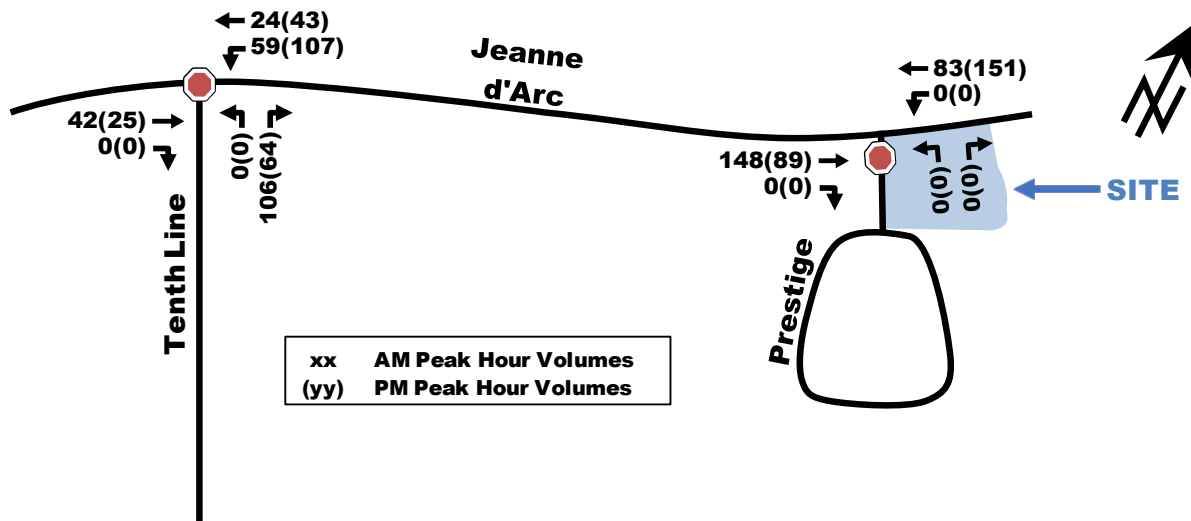 24(43)
59(107)
Jeanne
d'Arc
83(151)
0(0)
42(25)
0(0)
0(0)
106(64)
148(89)
0(0)
0(0)
0(0)
SITE
Tenth Line
Prestige
xx AM Peak Hour Volumes
(yy) PM Peak Hour Volumes
N